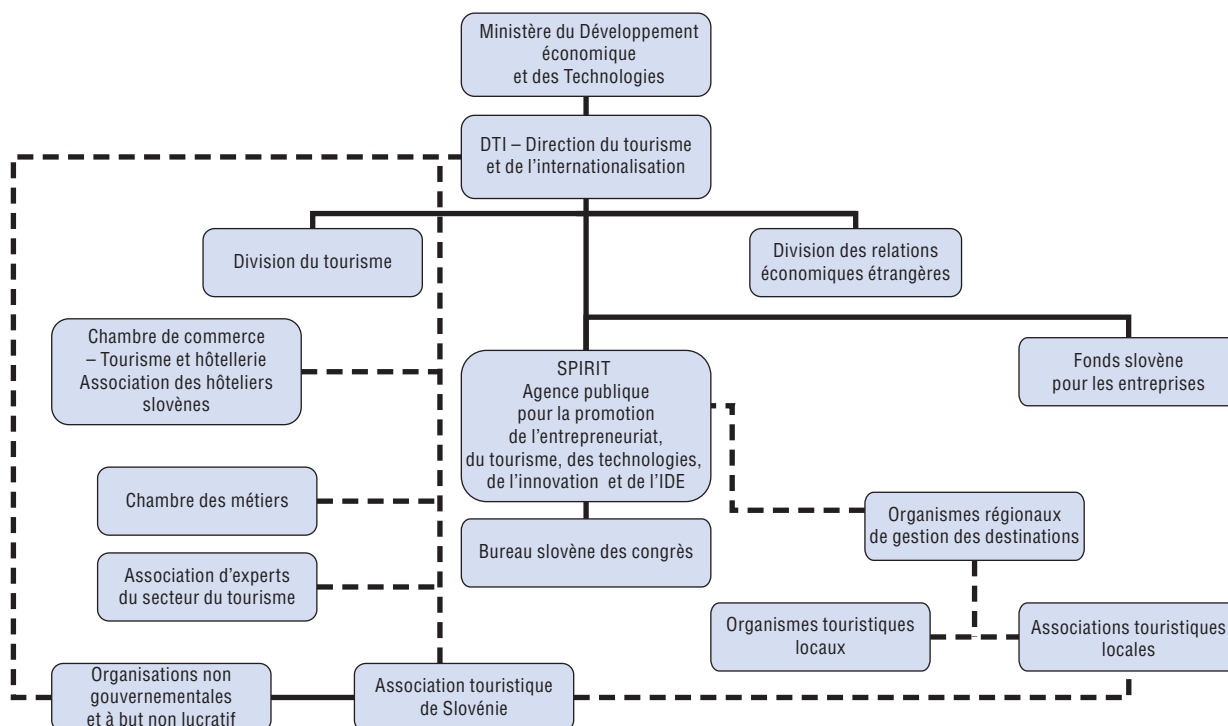 Ministère du Développement
économique
et des Technologies
DTI – Direction du tourisme
et de l'internationalisation
Division du tourisme
Division des relations
économiques étrangères
Chambre de commerce
– Tourisme et hôtellerie
Association des hôteliers
slovènes
SPIRIT
Agence publique
pour la promotion
de l'entrepreneuriat,
du tourisme, des technologies,
de l'innovation et de l'IDE
Fonds slovène
pour les entreprises
Chambre des métiers
Organismes régionaux
de gestion des destinations
Bureau slovène des congrès
Association d'experts
du secteur du tourisme
Organismes touristiques
locaux
Associations touristiques
locales
Organisations non
gouvernementales
et à but non lucratif
Association touristique
de Slovénie